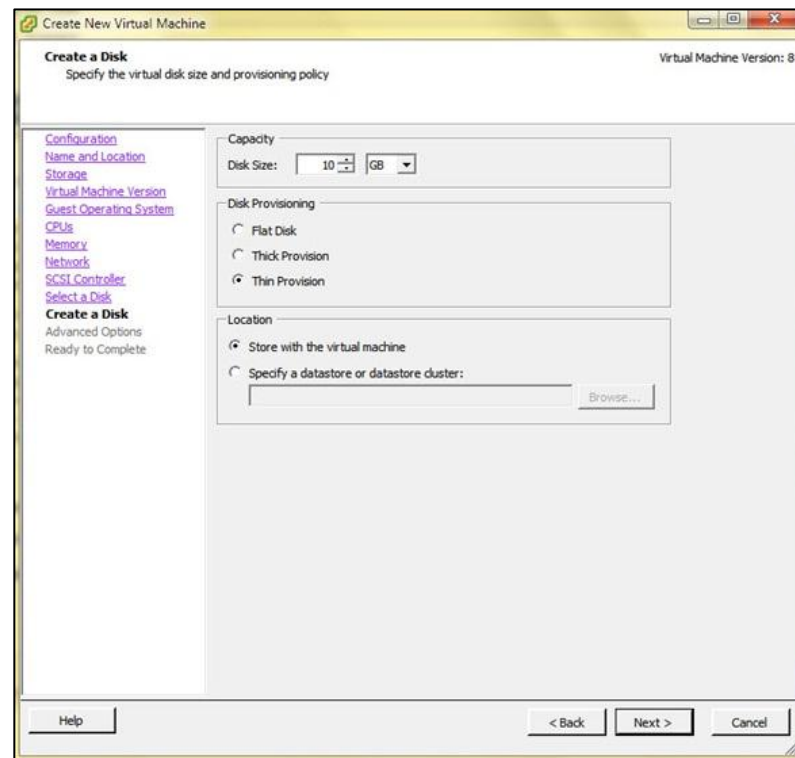 Create New Virtual Machine
Create a Disk
Specify the virtual disk size and provisioning policy
Virtual Machine Version: 8
Configuration
Name and Location
Storage
Virtual Machine Version
Guest Operating System
CPUs
Memory
Network
SCSI Controller
Select a Disk
Create a Disk
Advanced Options
Ready to Complete
Capacity
Disk Size: 10 GB
Disk Provisioning
Flat Disk
Thick Provision
Thin Provision
Location
Store with the virtual machine
Specify a datastore or datastore cluster:
Browse...
Help
< Back
Next >
Cancel